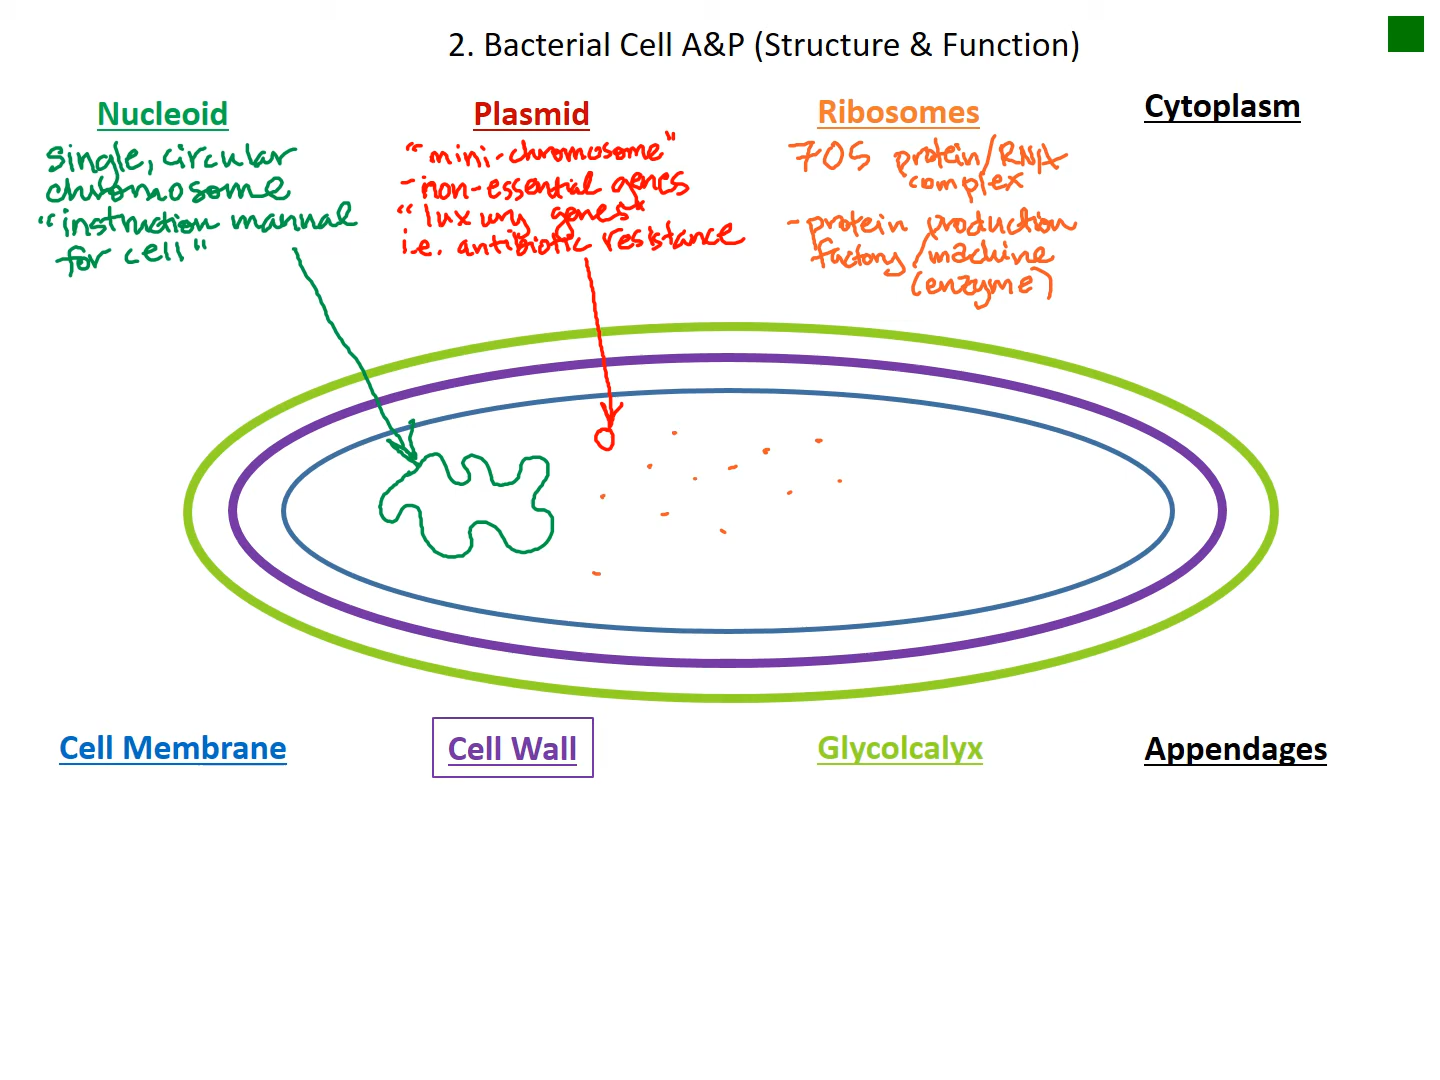 2. Bacterial Cell A&P (Structure & Function)
Nucleoid
single, circular
chromosome
"instruction manual
for cell"
Plasmid
"mini-chromosome"
- non-essential genes
"luxury genes"
i.e. antibiotic resistance
Ribosomes
70S protein/RNA
complex
- protein production
factory/machine
(enzyme)
Cytoplasm
Cell Membrane
Cell Wall
Glycolcalyx
Appendages